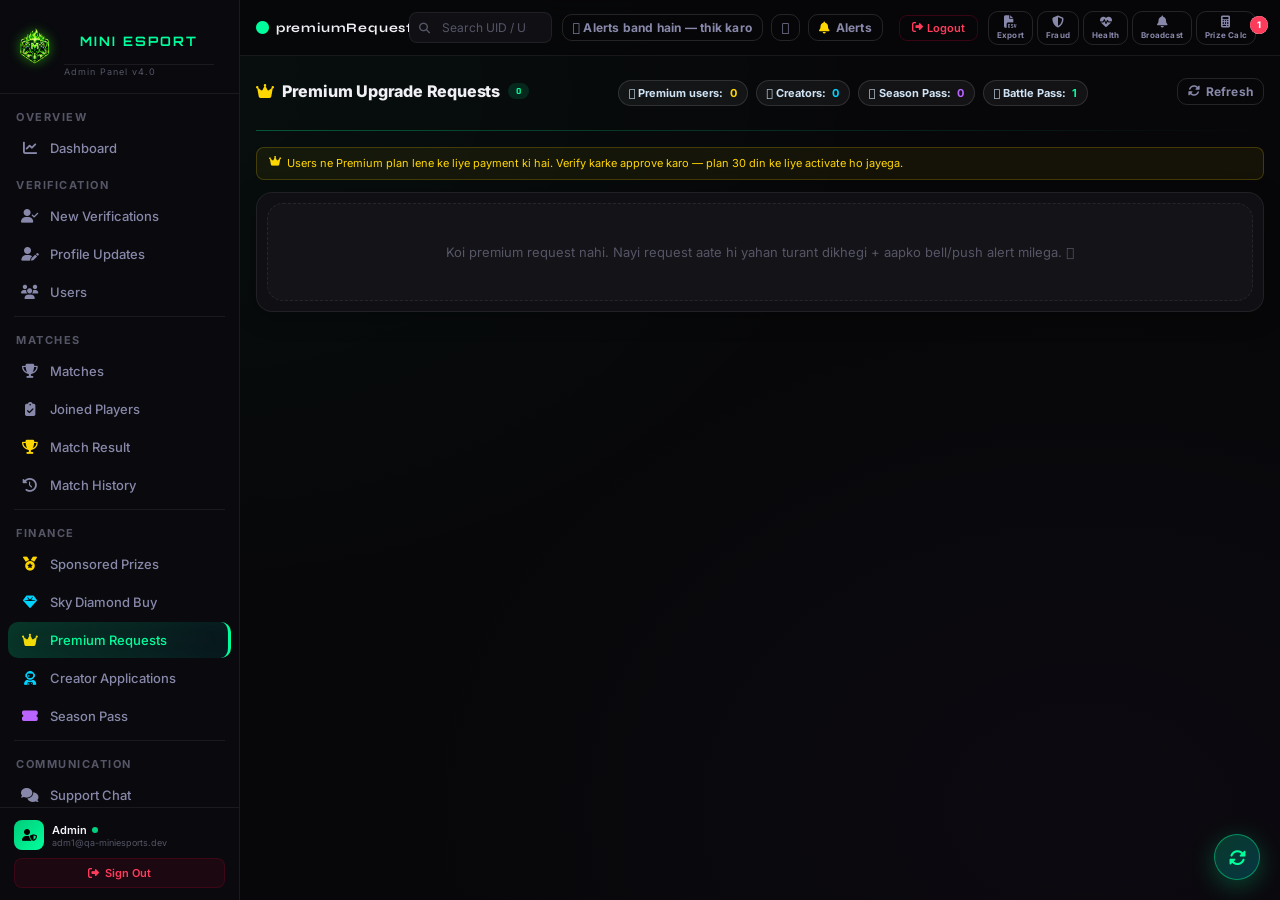 MINI ESPORT
Admin Panel v4.0
OVERVIEW
Dashboard
VERIFICATION
New Verifications
Profile Updates
Users
MATCHES
Matches
Joined Players
Match Result
Match History
FINANCE
Sponsored Prizes
Sky Diamond Buy
Premium Requests
Creator Applications
Season Pass
COMMUNICATION
Support Chat
Admin
adm1@qa-miniesports.dev
Sign Out
premiumRequest
Search UID / U
Alerts band hain — thik karo
Alerts
Logout
Export
Fraud
Health
Broadcast
Prize Calc
1
Premium Upgrade Requests 0
Premium users: 0
Creators: 0
Season Pass: 0
Battle Pass: 1
Refresh
Users ne Premium plan lene ke liye payment ki hai. Verify karke approve karo — plan 30 din ke liye activate ho jayega.
Koi premium request nahi. Nayi request aate hi yahan turant dikhegi + aapko bell/push alert milega.